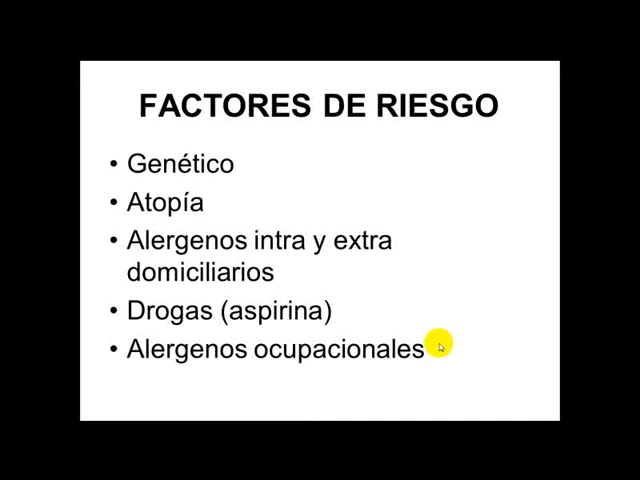 FACTORES DE RIESGO
• Genético
• Atopía
• Alergenos intra y extra
domiciliarios
• Drogas (aspirina)
• Alergenos ocupacionales